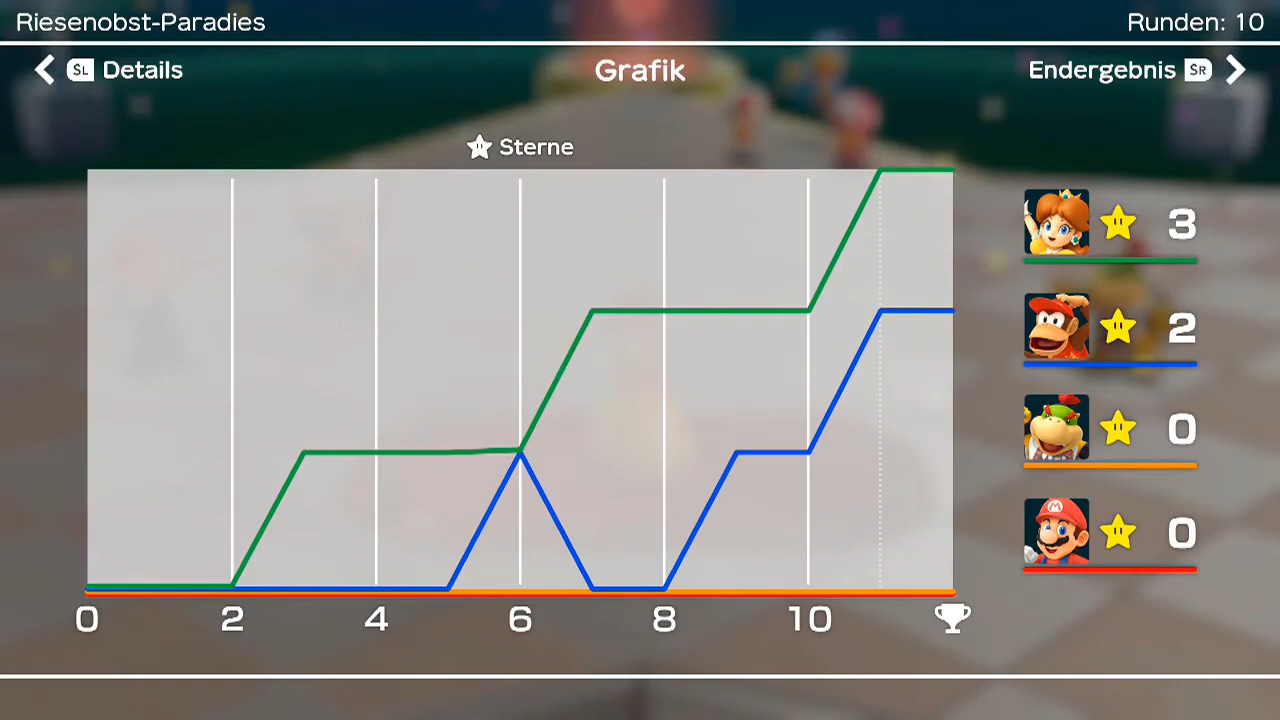 Riesenobst-Paradies
Runden: 10
SL Details
Grafik
Endergebnis SR
Sterne
3
2
0
0
0 2 4 6 8 10